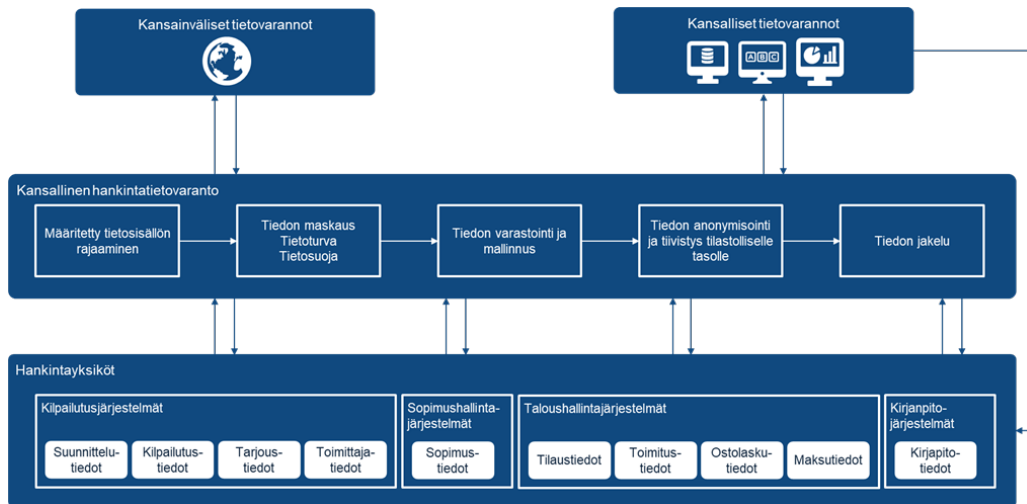 Kansainväliset tietovarannot
Kansalliset tietovarannot
A B C
Kansallinen hankintatietovaranto
Määritetty tietosisällön
rajaaminen
Tiedon maskaus
Tietoturva
Tietosuoja
Tiedon varastointi ja
mallinnus
Tiedon anonymisointi
ja tiivistys tilastolliselle
tasolle
Tiedon jakelu
Hankintayksiköt
Kilpailutusjärjestelmät
Suunnittelu-
tiedot
Kilpailutus-
tiedot
Tarjous-
tiedot
Toimittaja-
tiedot
Sopimushallinta-
järjestelmät
Sopimus-
tiedot
Taloushallintajärjestelmät
Tilaustiedot
Toimitus-
tiedot
Ostolasku-
tiedot
Maksutiedot
Kirjanpito-
järjestelmät
Kirjapito-
tiedot